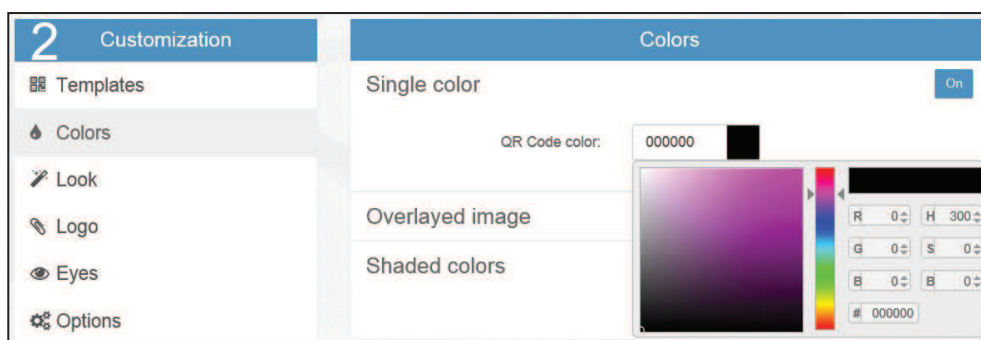 2 Customization
Templates
Colors
Look
Logo
Eyes
Options
Colors
Single color On
QR Code color: 000000
R 0 H 300
G 0 S 0
B 0 B 0
# 000000
Overlayed image
Shaded colors